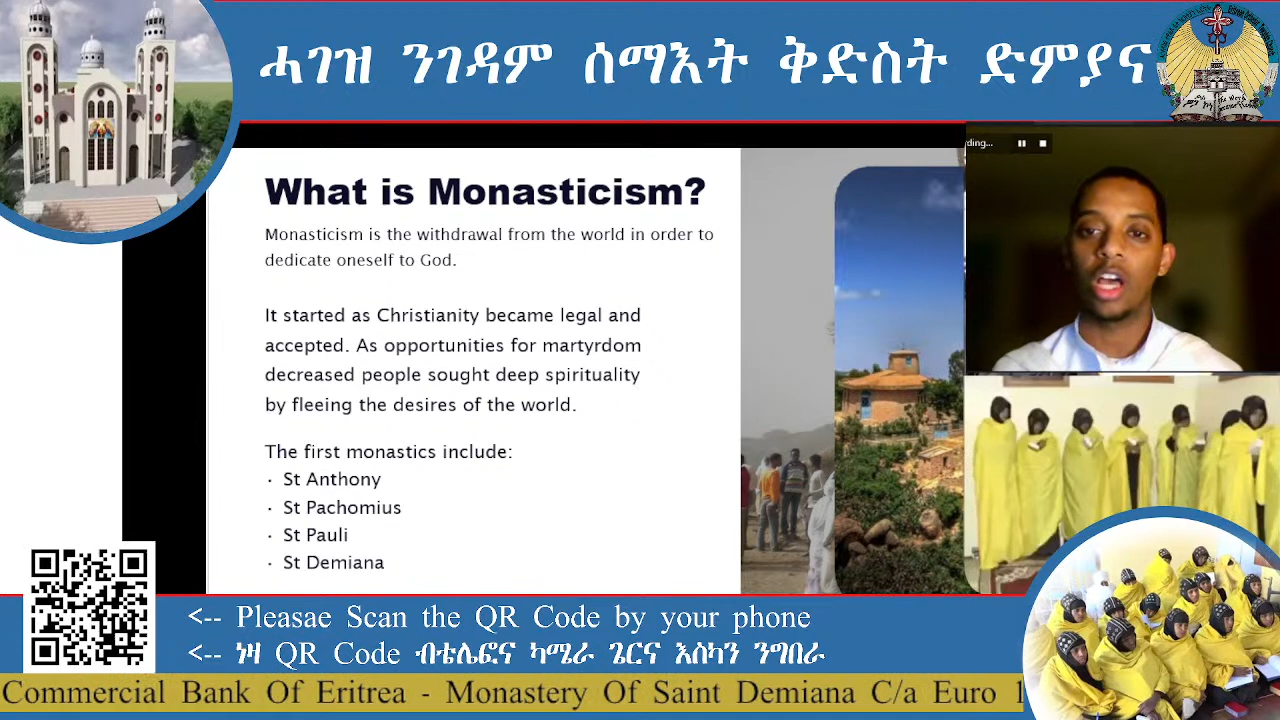 ሓገዝ ንገዳም ሰማእት ቅድስት ድምያና
rding...
What is Monasticism?
Monasticism is the withdrawal from the world in order to
dedicate oneself to God.
It started as Christianity became legal and
accepted. As opportunities for martyrdom
decreased people sought deep spirituality
by fleeing the desires of the world.
The first monastics include:
· St Anthony
· St Pachomius
· St Pauli
· St Demiana
<-- Pleasae Scan the QR Code by your phone
<-- ነዛ QR Code ብቴሌፎና ካሜራ ጌርና እስካን ንግበራ
Commercial Bank Of Eritrea - Monastery Of Saint Demiana C/a Euro 1